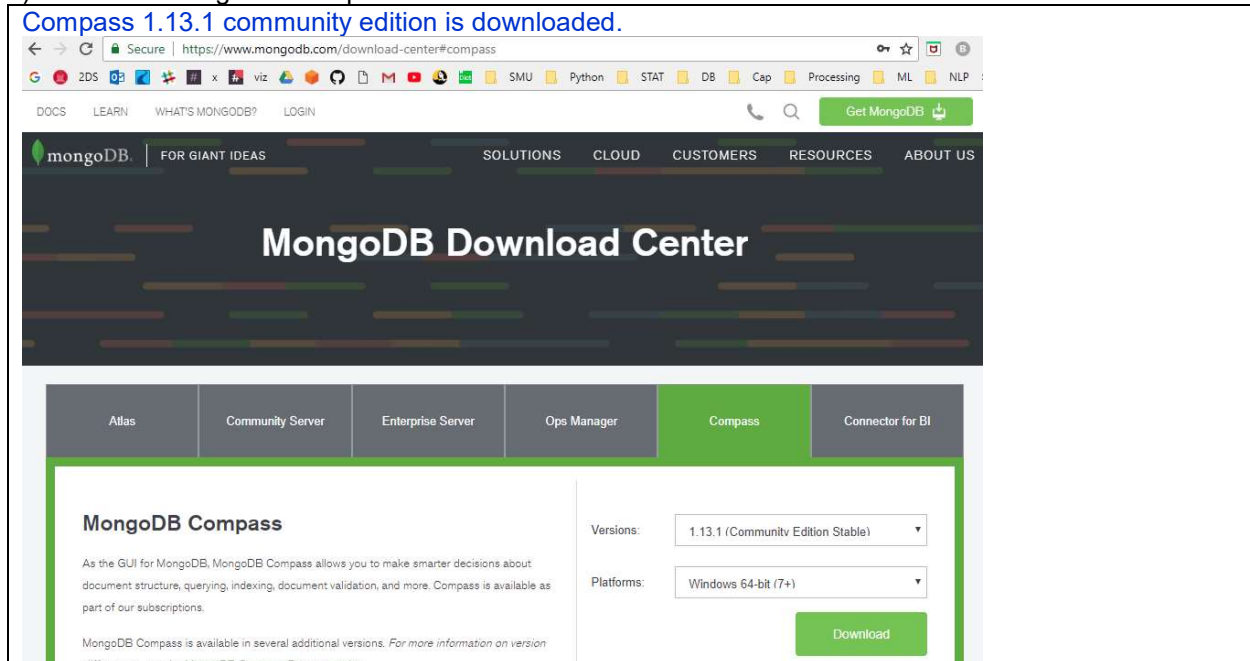 Compass 1.13.1 community edition is downloaded.
Secure | https://www.mongodb.com/download-center#compass
G 2DS # x viz SMU Python STAT DB Cap Processing ML NLP
DOCS LEARN WHAT'S MONGODB? LOGIN Get MongoDB
mongoDB. FOR GIANT IDEAS SOLUTIONS CLOUD CUSTOMERS RESOURCES ABOUT US
MongoDB Download Center
Atlas Community Server Enterprise Server Ops Manager Compass Connector for BI
MongoDB Compass
Versions: 1.13.1 (Community Edition Stable)
As the GUI for MongoDB, MongoDB Compass allows you to make smarter decisions about
document structure, querying, indexing, document validation, and more. Compass is available as
part of our subscriptions.
Platforms: Windows 64-bit (7+)
Download
MongoDB Compass is available in several additional versions. For more information on version